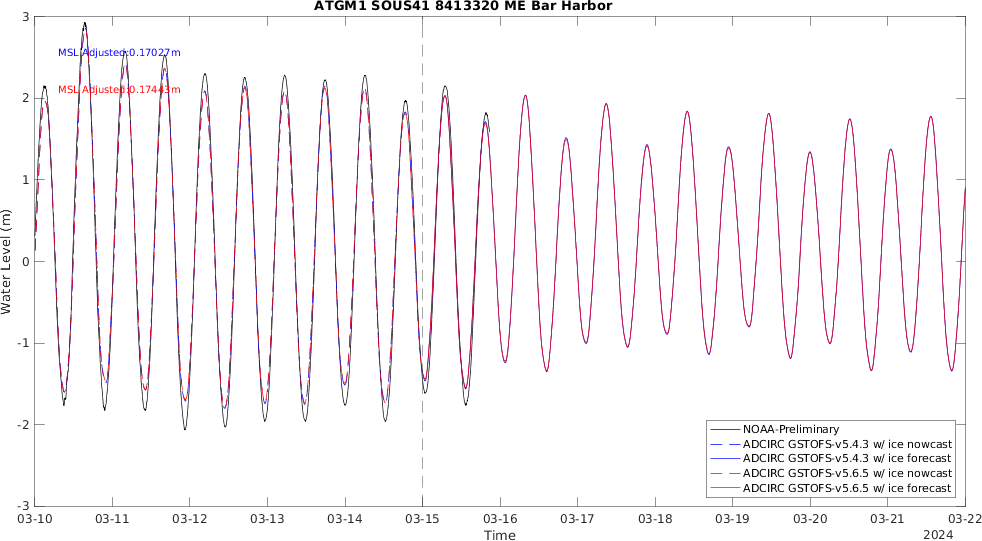 ATGM1 SOUS41 8413320 ME Bar Harbor
3
MSL Adjusted:0.17027m
MSL Adjusted:0.17443m
2
1
0
-1
-2
-3
Water Level (m)
NOAA-Preliminary
ADCIRC GSTOFS-v5.4.3 w/ ice nowcast
ADCIRC GSTOFS-v5.4.3 w/ ice forecast
ADCIRC GSTOFS-v5.6.5 w/ ice nowcast
ADCIRC GSTOFS-v5.6.5 w/ ice forecast
03-10 03-11 03-12 03-13 03-14 03-15 03-16 03-17 03-18 03-19 03-20 03-21 03-22
Time
2024